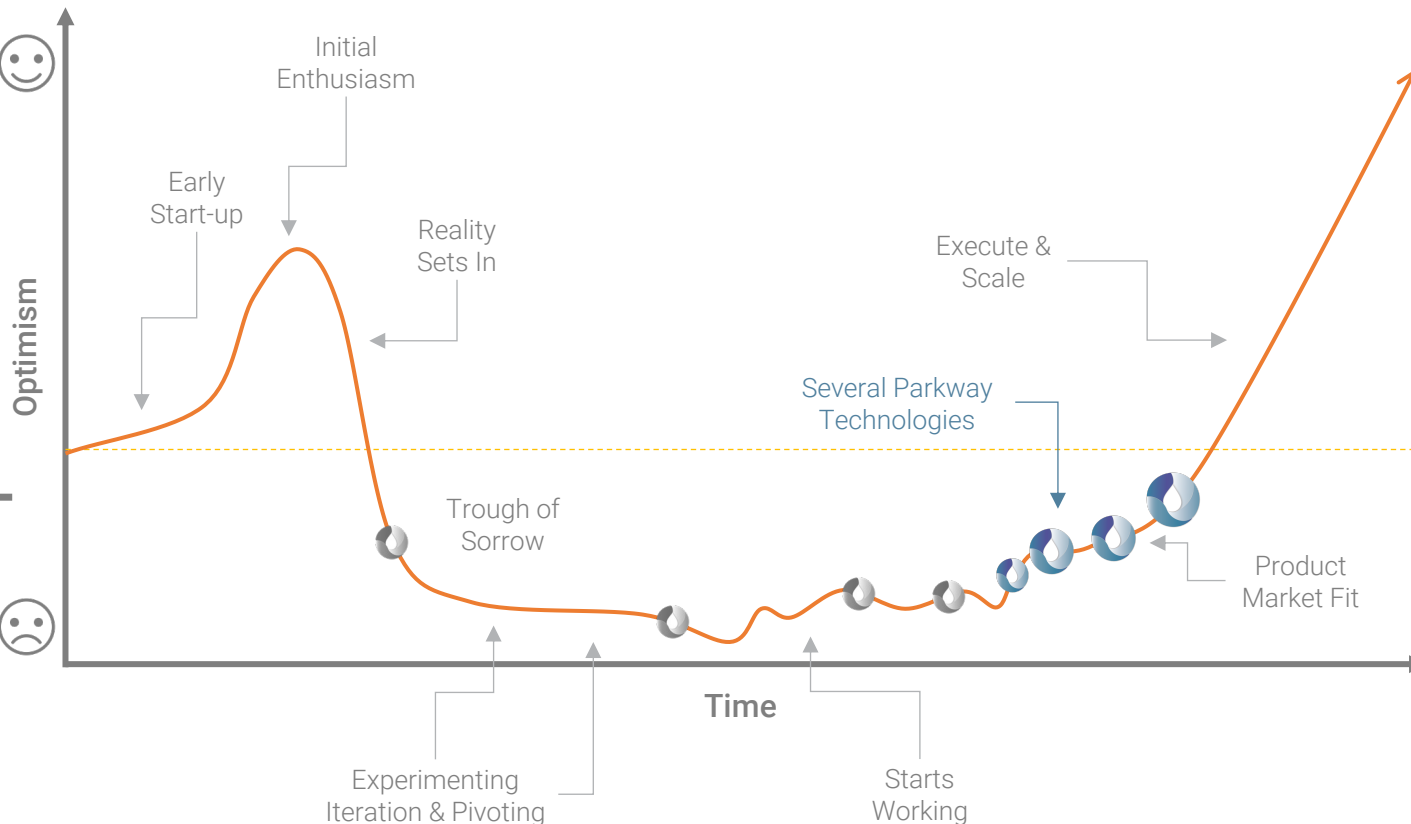 Initial
Enthusiasm
Early
Start-up
Reality
Sets In
Execute &
Scale
Optimism
Several Parkway
Technologies
Trough of
Sorrow
Product
Market Fit
Time
Experimenting
Iteration & Pivoting
Starts
Working